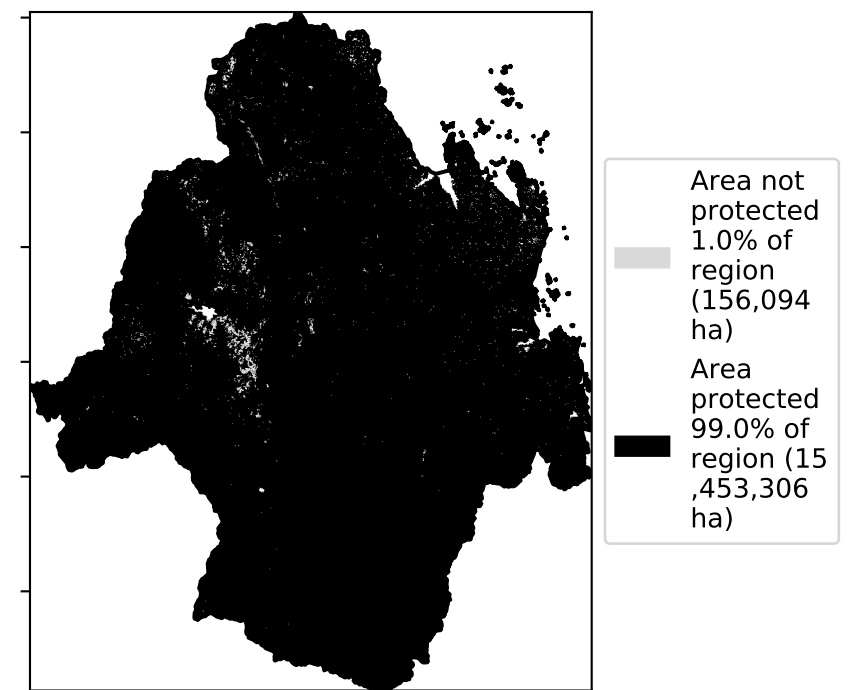 Area not
protected
1.0% of
region
(156,094
ha)
Area
protected
99.0% of
region (15
,453,306
ha)